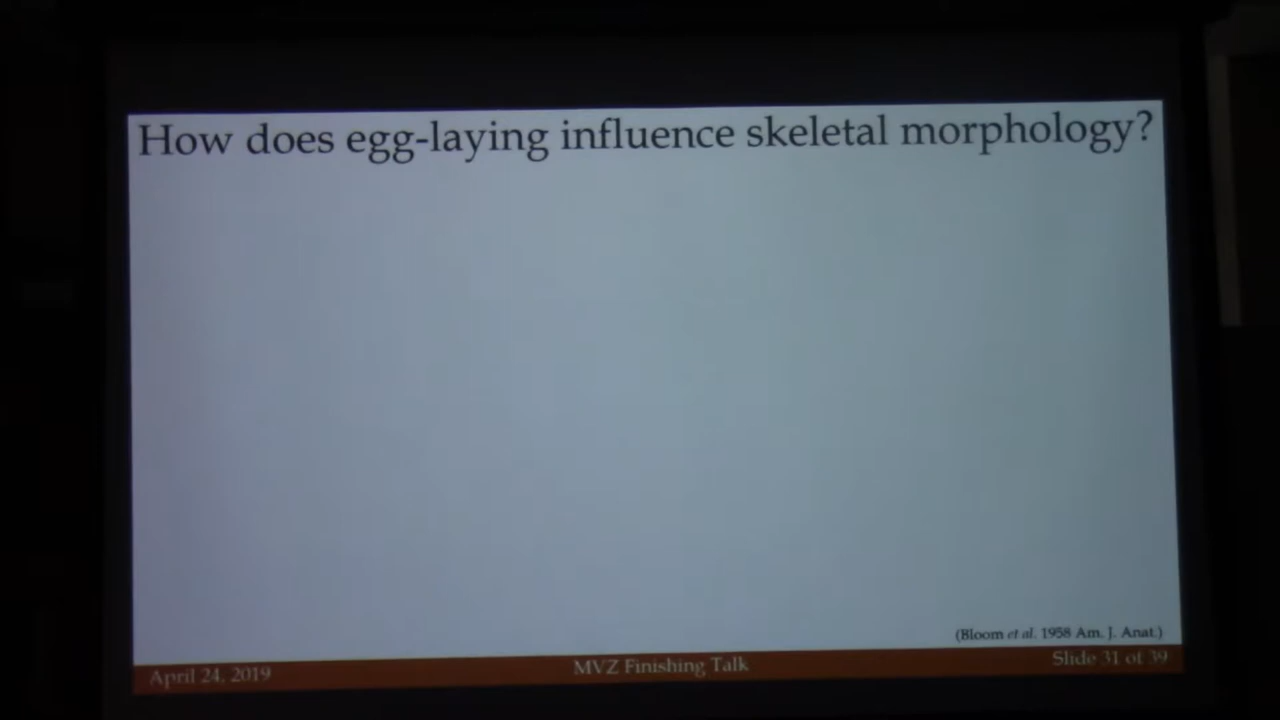 How does egg-laying influence skeletal morphology?
(Bloom et al. 1958 Am. J. Anat.)
April 24, 2019
MVZ Finishing Talk
Slide 31 of 39